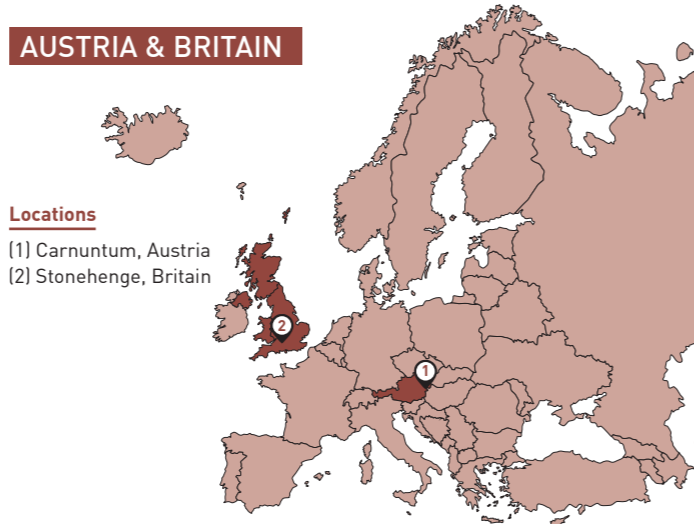 AUSTRIA & BRITAIN
Locations
(1) Carnuntum, Austria
(2) Stonehenge, Britain
2
1